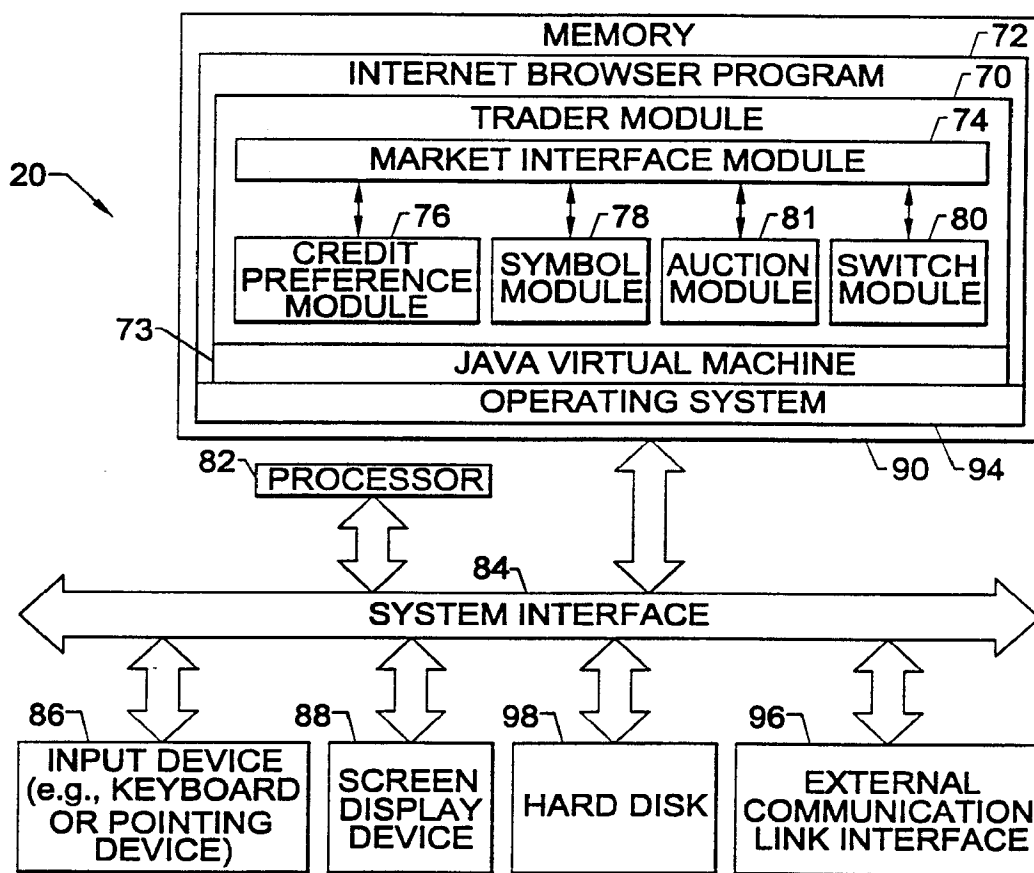 MEMORY
72
INTERNET BROWSER PROGRAM
70
TRADER MODULE
74
MARKET INTERFACE MODULE
20
76
78
81
80
CREDIT
PREFERENCE
MODULE
SYMBOL
MODULE
AUCTION
MODULE
SWITCH
MODULE
73
JAVA VIRTUAL MACHINE
OPERATING SYSTEM
82
PROCESSOR
90
94
84
SYSTEM INTERFACE
86
88
98
96
INPUT DEVICE
(e.g., KEYBOARD
OR POINTING
DEVICE)
SCREEN
DISPLAY
DEVICE
HARD DISK
EXTERNAL
COMMUNICATION
LINK INTERFACE